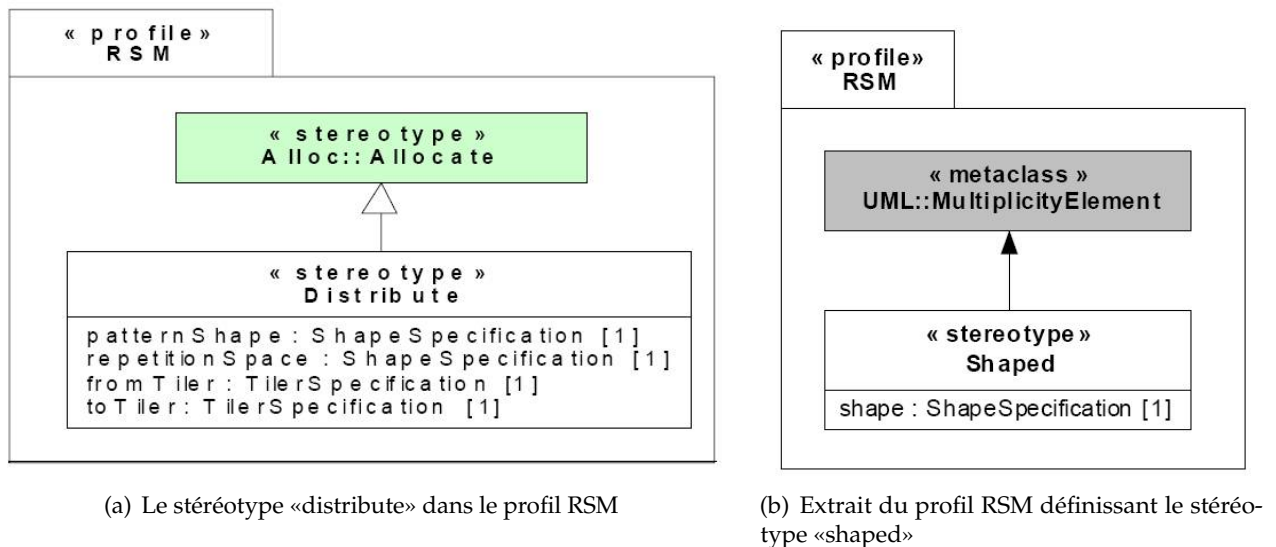 « profile»
RSM
« stereotype »
Alloc:: Allocate
« stereotype »
Distribute
patternShape : ShapeSpecification [1]
repetitionSpace : ShapeSpecification [1]
fromTiler : TilerSpecification [1]
toTiler: TilerSpecification [1]
(a) Le stéréotype «distribute» dans le profil RSM
« profile»
RSM
« metaclass »
UML::MultiplicityElement
« stereotype»
Shaped
shape : ShapeSpecification [1]
(b) Extrait du profil RSM définissant le stéréo-
type «shaped»